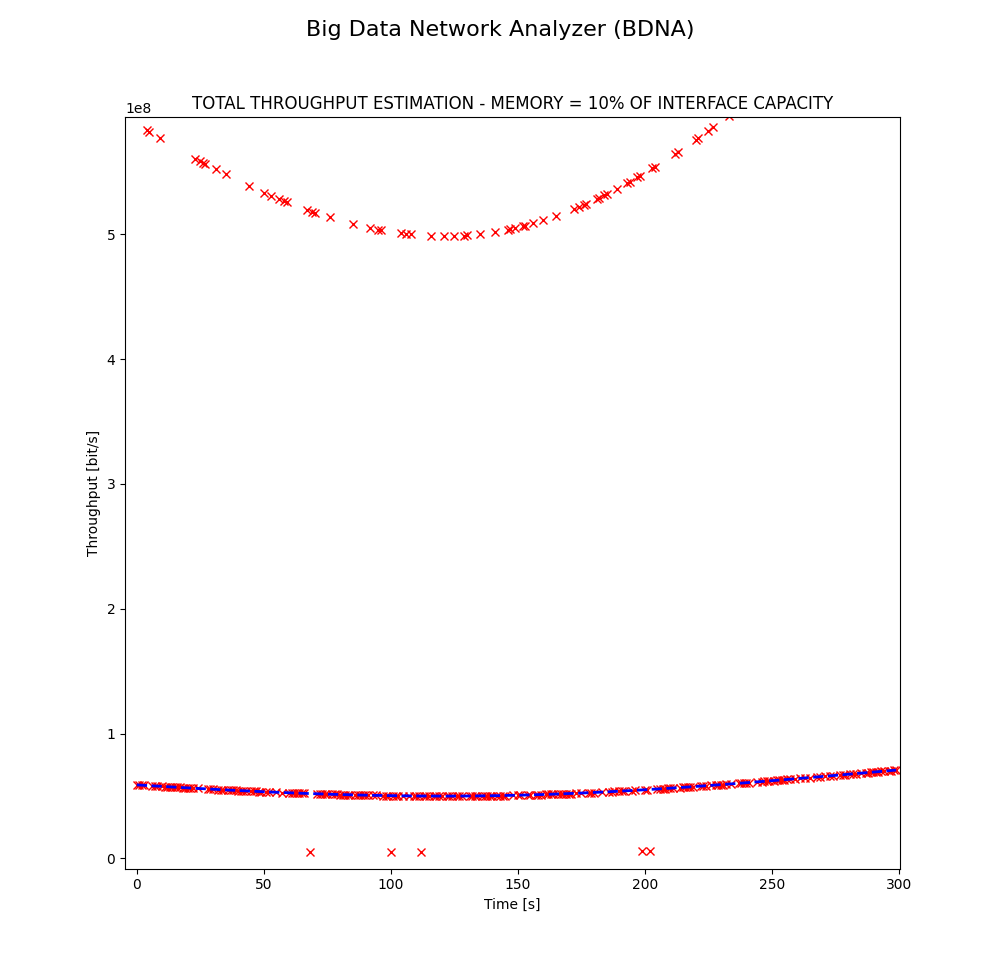 Big Data Network Analyzer (BDNA)
TOTAL THROUGHPUT ESTIMATION - MEMORY = 10% OF INTERFACE CAPACITY
1e8
5
4
3
2
1
0
Throughput [bit/s]
0 50 100 150 200 250 300
Time [s]